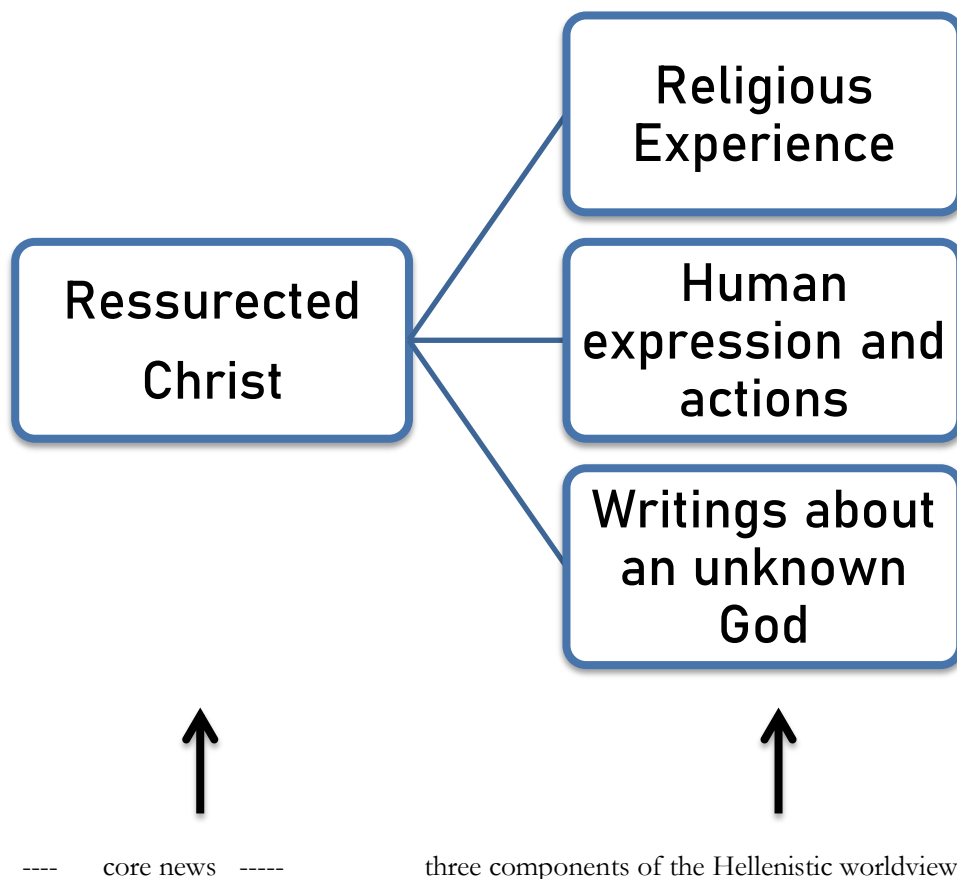 Religious
Experience
Ressurected
Christ
Human
expression and
actions
Writings about
an unknown
God
---- core news -----
three components of the Hellenistic worldview